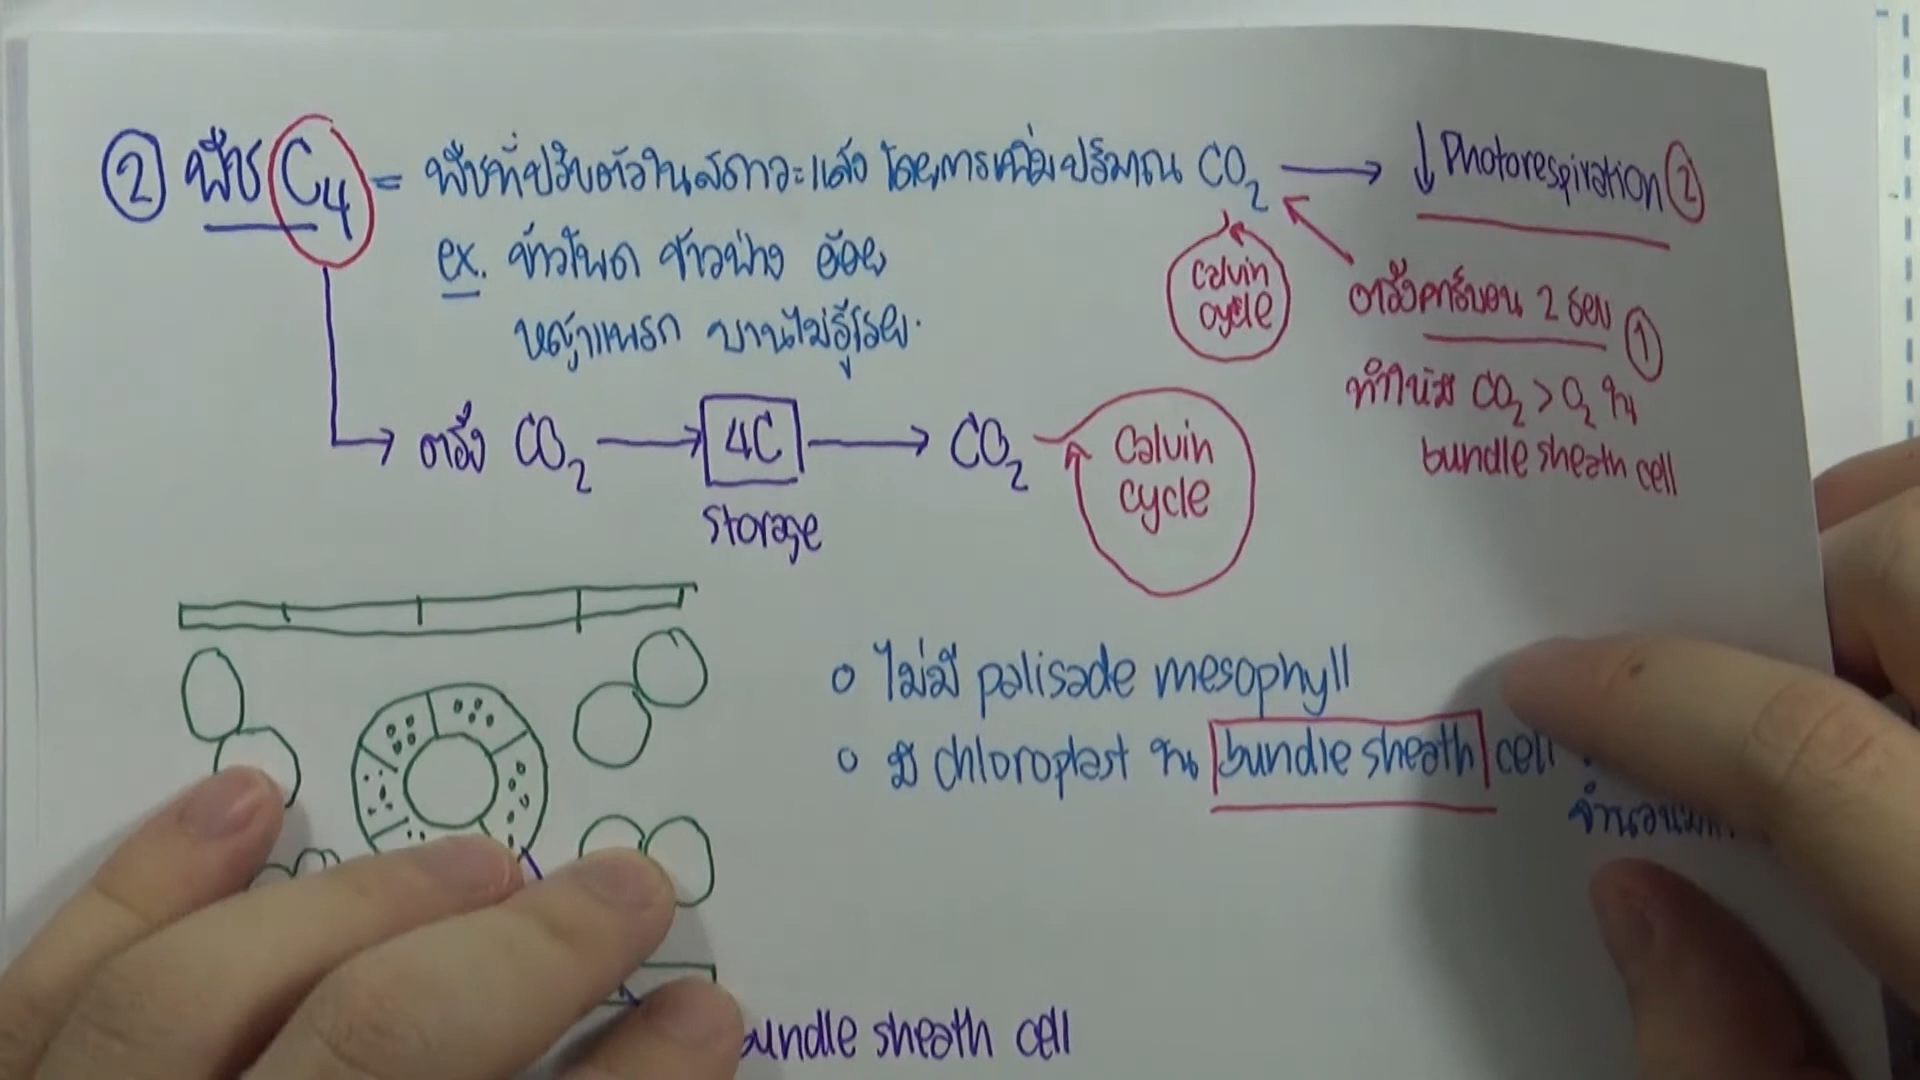 ② พืช C4 = พืชที่ปรับตัวในสภาวะแล้ง โดยการเพิ่มปริมาณ CO2 → ↓ Photorespiration ②
ex. ข้าวโพด ข้าวฟ่าง อ้อย
หญ้าแพรก บานไม่รู้โรย
Calvin
cycle
ตรึงคาร์บอน 2 รอบ ①
ทำให้มี CO2 > O2 ใน
bundle sheath cell
→ ตรึง CO2 → 4C → CO2
storage
Calvin
cycle
o ไม่มี palisade mesophyll
o มี chloroplast ใน bundle sheath cell
bundle sheath cell